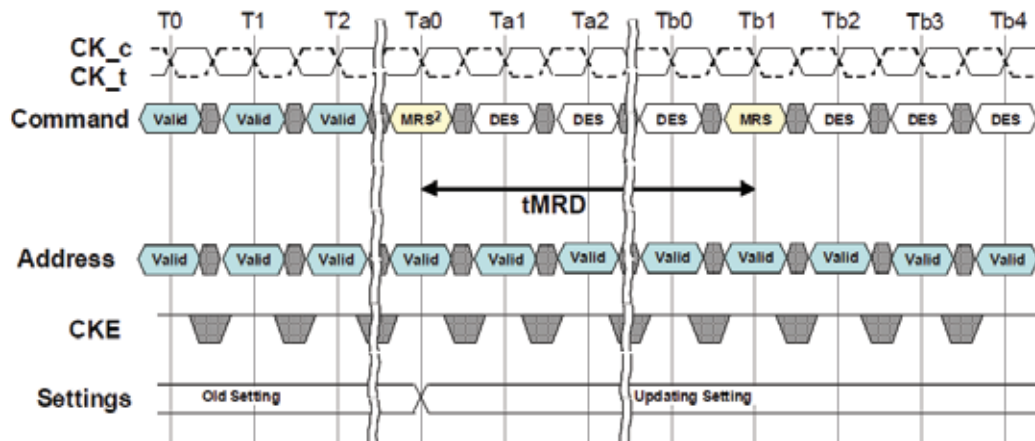 T0 T1 T2 Ta0 Ta1 Ta2 Tb0 Tb1 Tb2 Tb3 Tb4
CK_c
CK_t
Command Valid Valid Valid MRS² DES DES DES MRS DES DES DES
tMRD
Address Valid Valid Valid Valid Valid Valid Valid Valid Valid Valid Valid
CKE
Settings Old Setting Updating Setting